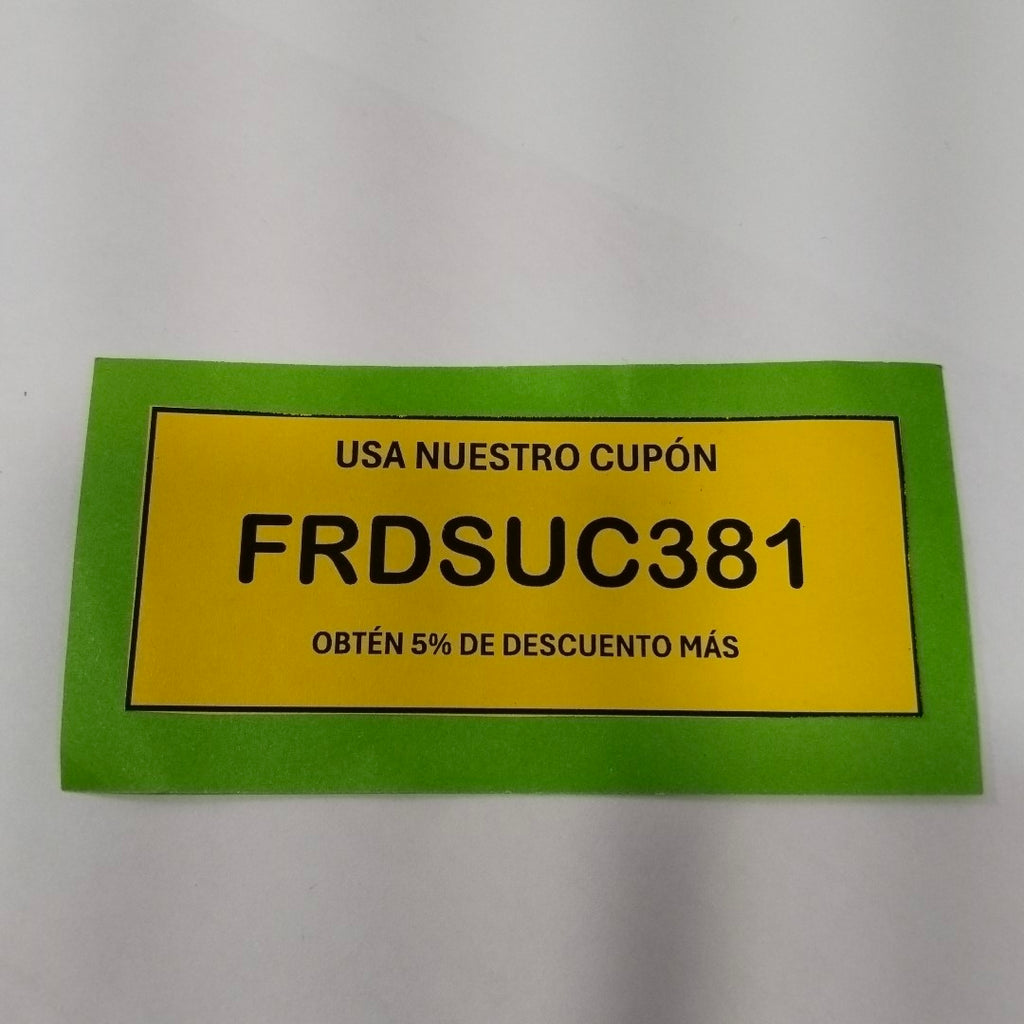 USA NUESTRO CUPÓN
FRDSUC381
OBTÉN 5% DE DESCUENTO MÁS